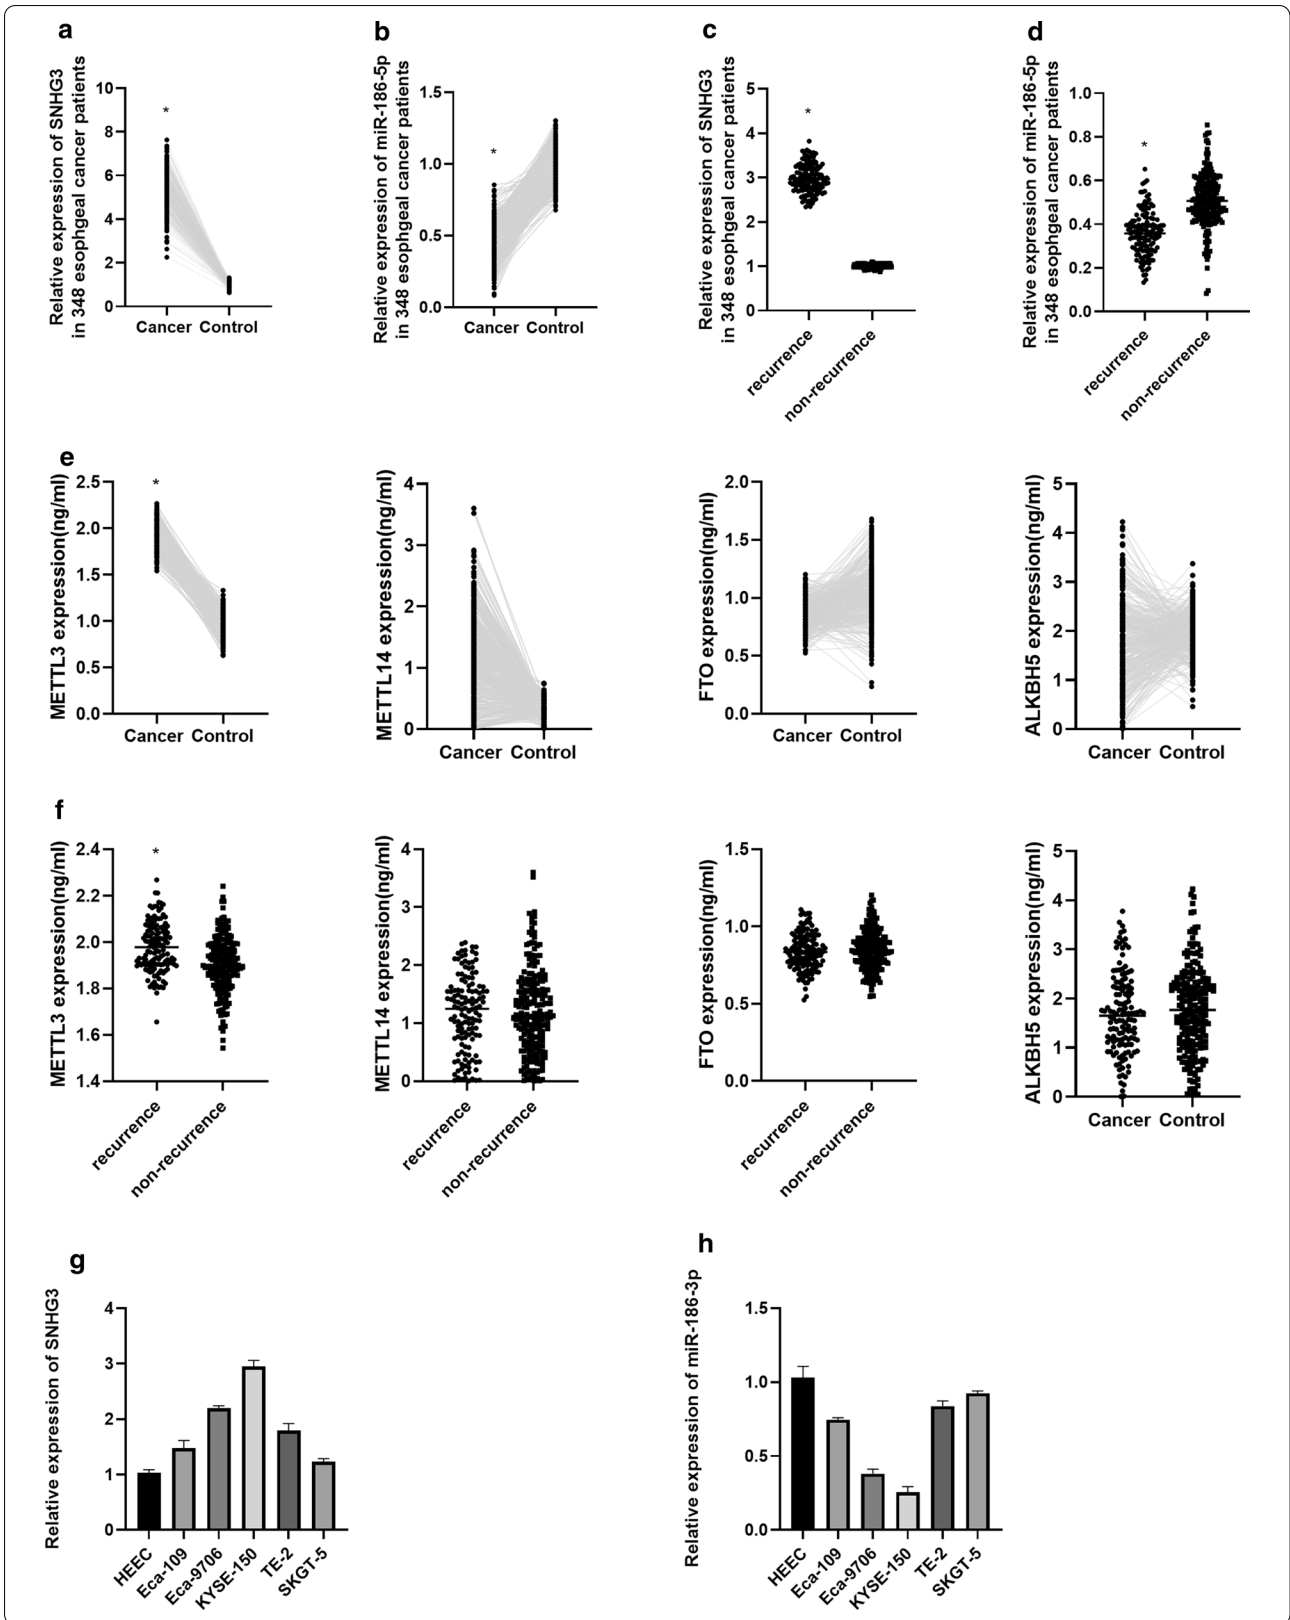 a
Relative expression of SNHG3
in 348 esophgeal cancer patients
10
8
6
4
2
0
*
Cancer Control
b
Relative expression of miR-186-5p
in 348 esophgeal cancer patients
1.5
1.0
0.5
0.0
*
Cancer Control
c
Relative expression of SNHG3
in 348 esophgeal cancer patients
5
4
3
2
1
0
*
recurrence
non-recurrence
d
Relative expression of miR-186-5p
in 348 esophgeal cancer patients
1.0
0.8
0.6
0.4
0.2
0.0
*
recurrence
non-recurrence
e
METTL3 expression(ng/ml)
2.5
2.0
1.5
1.0
0.5
0.0
*
Cancer Control
METTL14 expression(ng/ml)
4
3
2
1
0
Cancer Control
FTO expression(ng/ml)
2.0
1.5
1.0
0.5
0.0
Cancer Control
ALKBH5 expression(ng/ml)
5
4
3
2
1
0
Cancer Control
f
METTL3 expression(ng/ml)
2.4
2.2
2.0
1.8
1.6
1.4
*
recurrence
non-recurrence
METTL14 expression(ng/ml)
4
3
2
1
0
recurrence
non-recurrence
FTO expression(ng/ml)
1.5
1.0
0.5
0.0
recurrence
non-recurrence
ALKBH5 expression(ng/ml)
5
4
3
2
1
0
Cancer Control
g
Relative expression of SNHG3
4
3
2
1
0
HEEC
Eca-109
Eca-9706
KYSE-150
TE-2
SKGT-5
h
Relative expression of miR-186-3p
1.5
1.0
0.5
0.0
HEEC
Eca-109
Eca-9706
KYSE-150
TE-2
SKGT-5